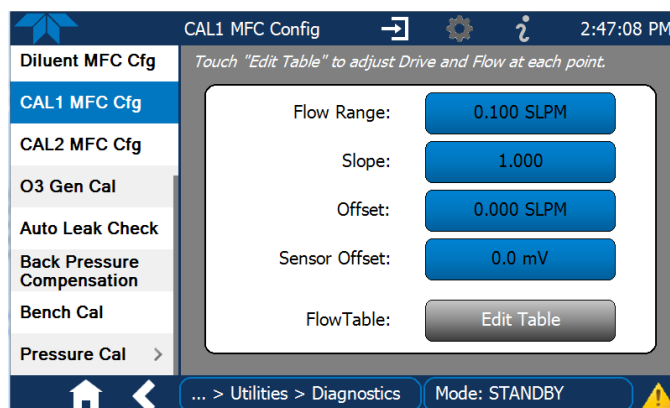 CAL1 MFC Config
2:47:08 PM
Diluent MFC Cfg
CAL1 MFC Cfg
CAL2 MFC Cfg
O3 Gen Cal
Auto Leak Check
Back Pressure
Compensation
Bench Cal
Pressure Cal >
Touch "Edit Table" to adjust Drive and Flow at each point.
Flow Range: 0.100 SLPM
Slope: 1.000
Offset: 0.000 SLPM
Sensor Offset: 0.0 mV
FlowTable: Edit Table
... > Utilities > Diagnostics
Mode: STANDBY